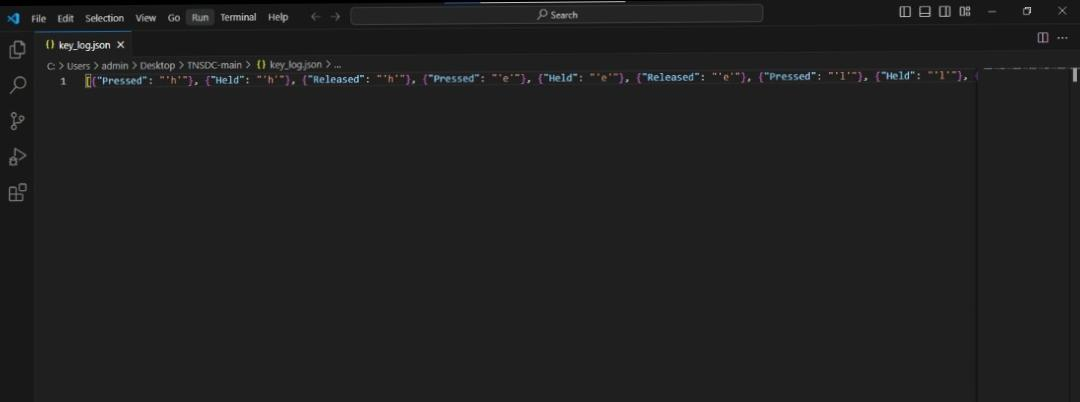 File Edit Selection View Go Run Terminal Help Search
{} key_log.json
C: > Users > admin > Desktop > TNSDC-main > {} key_log.json > ...
1 [{"Pressed": "'h'"}, {"Held": "'h'"}, {"Released": "'h'"}, {"Pressed": "'e'"}, {"Held": "'e'"}, {"Released": "'e'"}, {"Pressed": "'l'"}, {"Held": "'l'"}, {